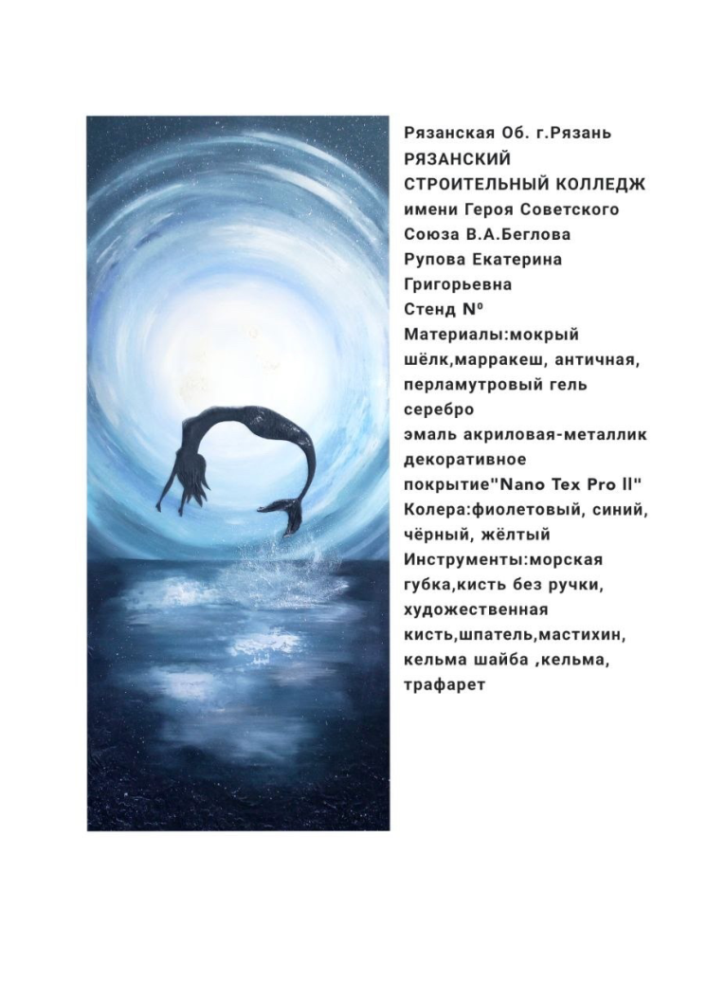 Рязанская Об. г.Рязань
РЯЗАНСКИЙ
СТРОИТЕЛЬНЫЙ КОЛЛЕДЖ
имени Героя Советского
Союза В.А.Беглова
Рупова Екатерина
Григорьевна
Стенд №
Материалы:мокрый
шёлк,марракеш, античная,
перламутровый гель
серебро
эмаль акриловая-металлик
декоративное
покрытие"Nano Tex Pro ll"
Колера:фиолетовый, синий,
чёрный, жёлтый
Инструменты:морская
губка,кисть без ручки,
художественная
кисть,шпатель,мастихин,
кельма шайба ,кельма,
трафарет